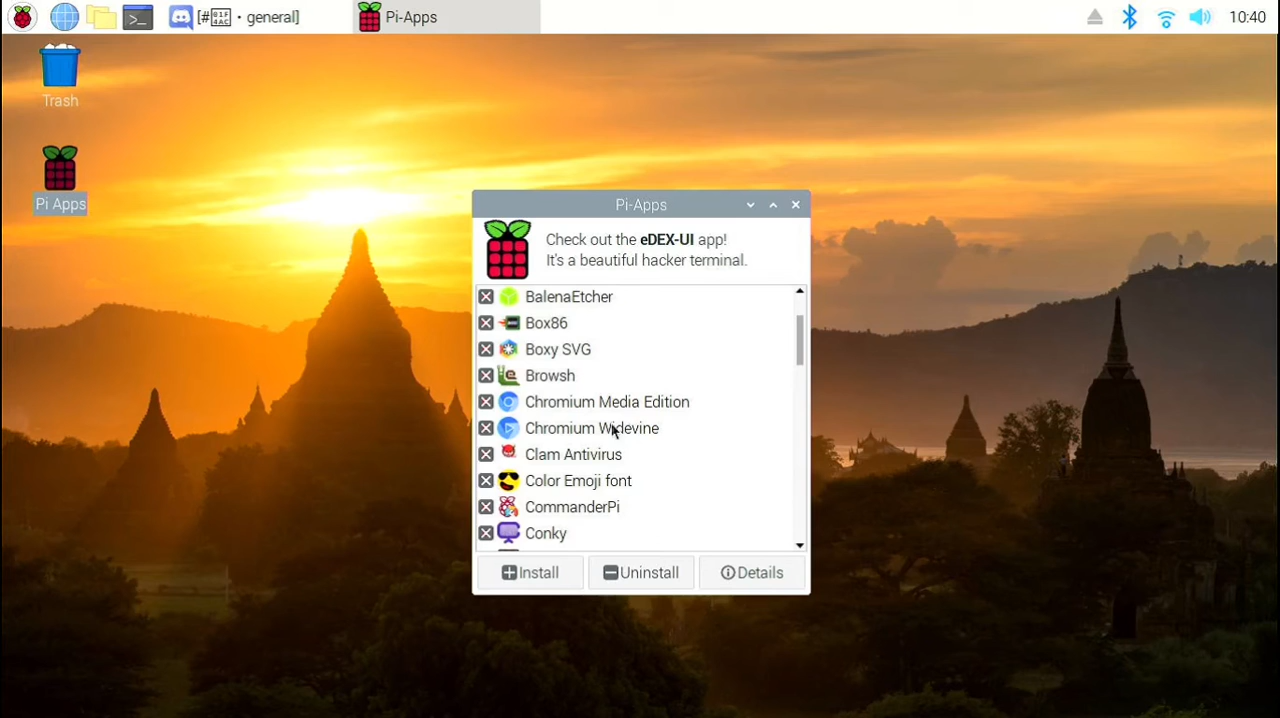 [# 01F4AC • general]
Pi-Apps
10:40
Trash
Pi Apps
Pi-Apps
Check out the eDEX-UI app!
It's a beautiful hacker terminal.
BalenaEtcher
Box86
Boxy SVG
Browsh
Chromium Media Edition
Chromium Widevine
Clam Antivirus
Color Emoji font
CommanderPi
Conky
Install
Uninstall
Details